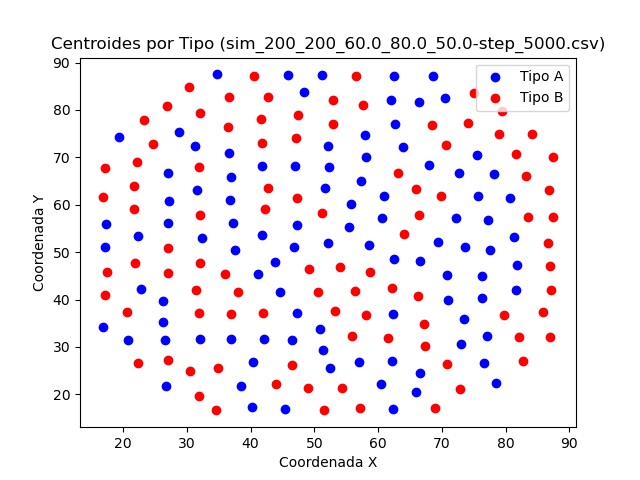 Centroides por Tipo (sim_200_200_60.0_80.0_50.0-step_5000.csv)
Tipo A
Tipo B
90
80
70
60
50
40
30
20
Coordenada Y
20 30 40 50 60 70 80 90
Coordenada X